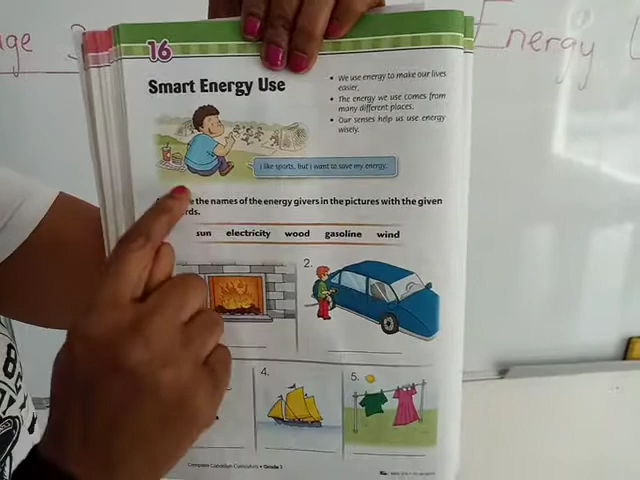 Energy
16
Smart Energy Use
• We use energy to make our lives
easier.
• The energy we use comes from
many different places.
• Our senses help us use energy
wisely.
I like sports, but I want to save my energy.
the names of the energy givers in the pictures with the given
sun electricity wood gasoline wind
2.
4.
5.
Complete Canadian Curriculum • Grade 3